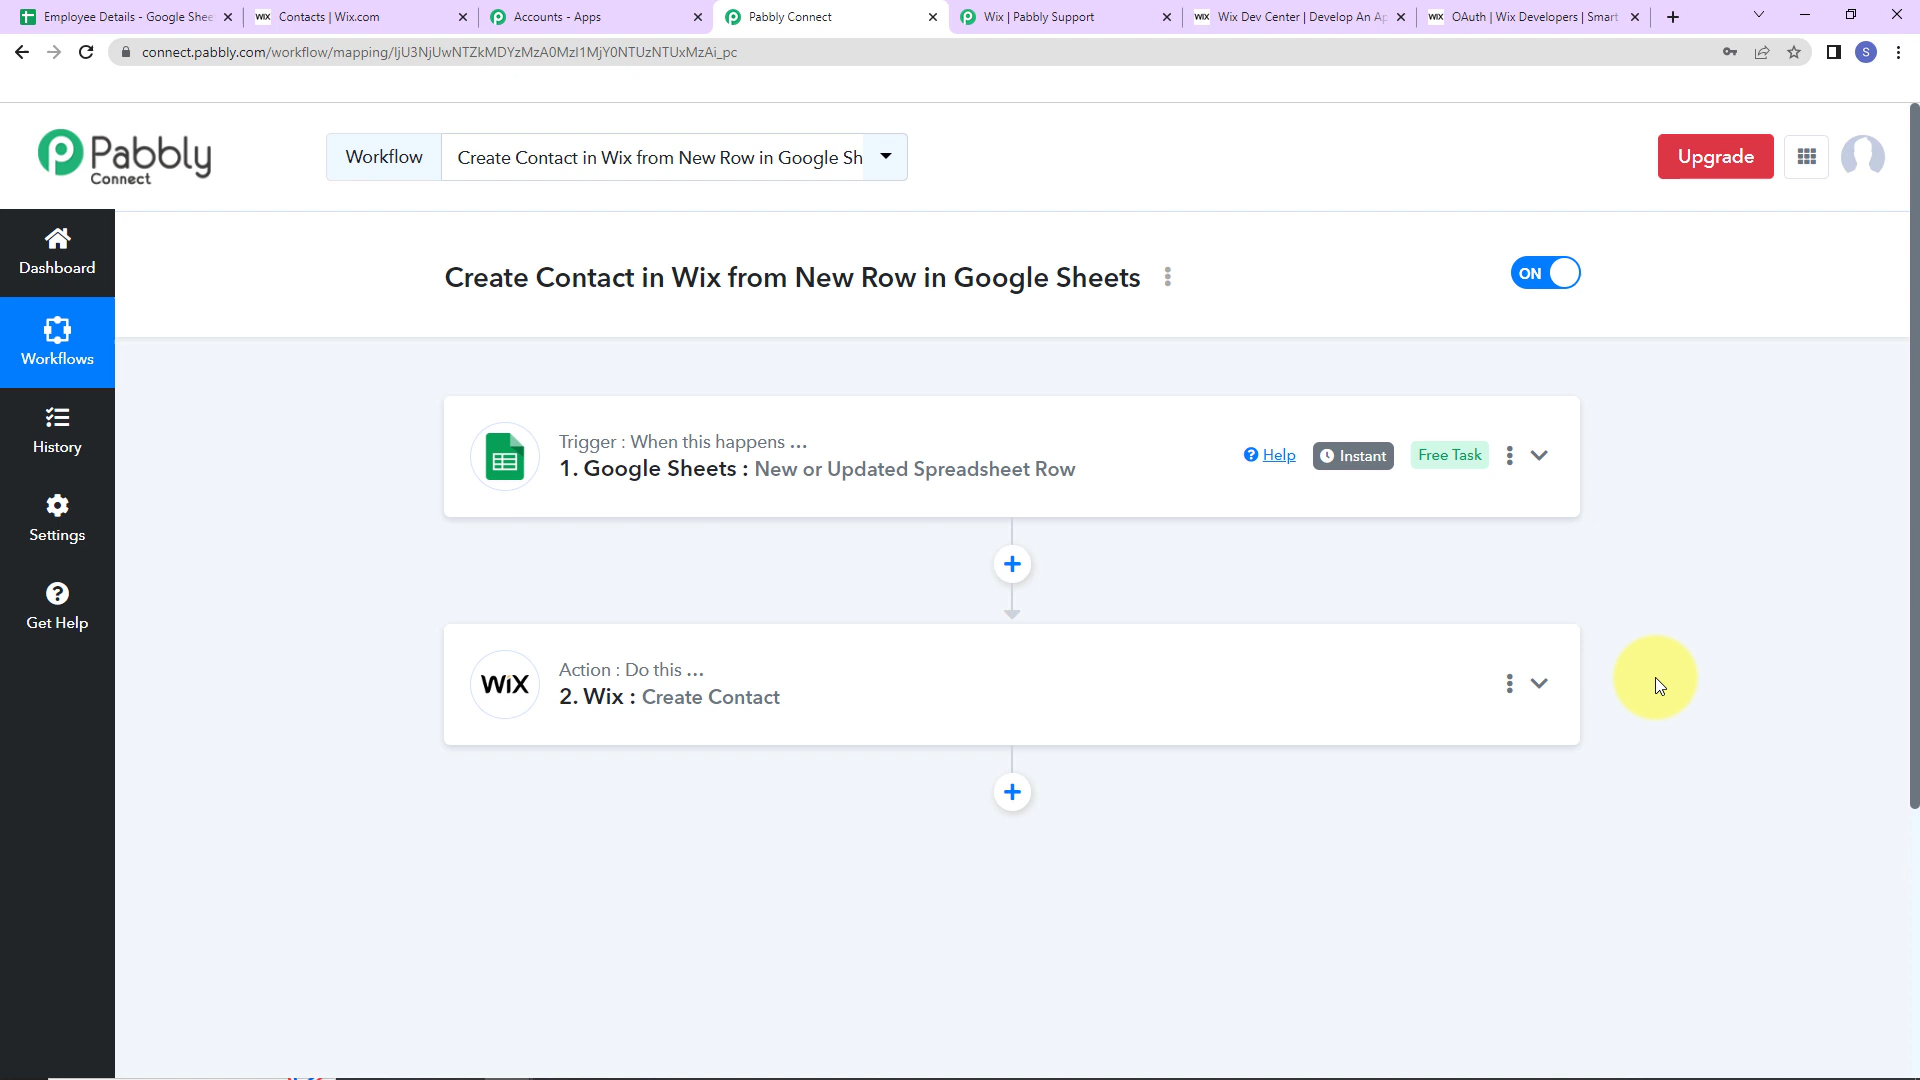 Employee Details - Google Shee
WIX Contacts | Wix.com
Accounts - Apps
Pabbly Connect
Wix | Pabbly Support
WIX Wix Dev Center | Develop An Ap
WIX OAuth | Wix Developers | Smart
connect.pabbly.com/workflow/mapping/IjU3NjUwNTZkMDYzMzA0MzI1MjY0NTUzNTUxMzAi_pc
S
Pabbly
Connect
Workflow
Create Contact in Wix from New Row in Google Sh
Upgrade
Dashboard
Workflows
History
Settings
Get Help
Create Contact in Wix from New Row in Google Sheets
ON
Trigger : When this happens ...
1. Google Sheets : New or Updated Spreadsheet Row
Help
Instant
Free Task
WiX
Action : Do this ...
2. Wix : Create Contact